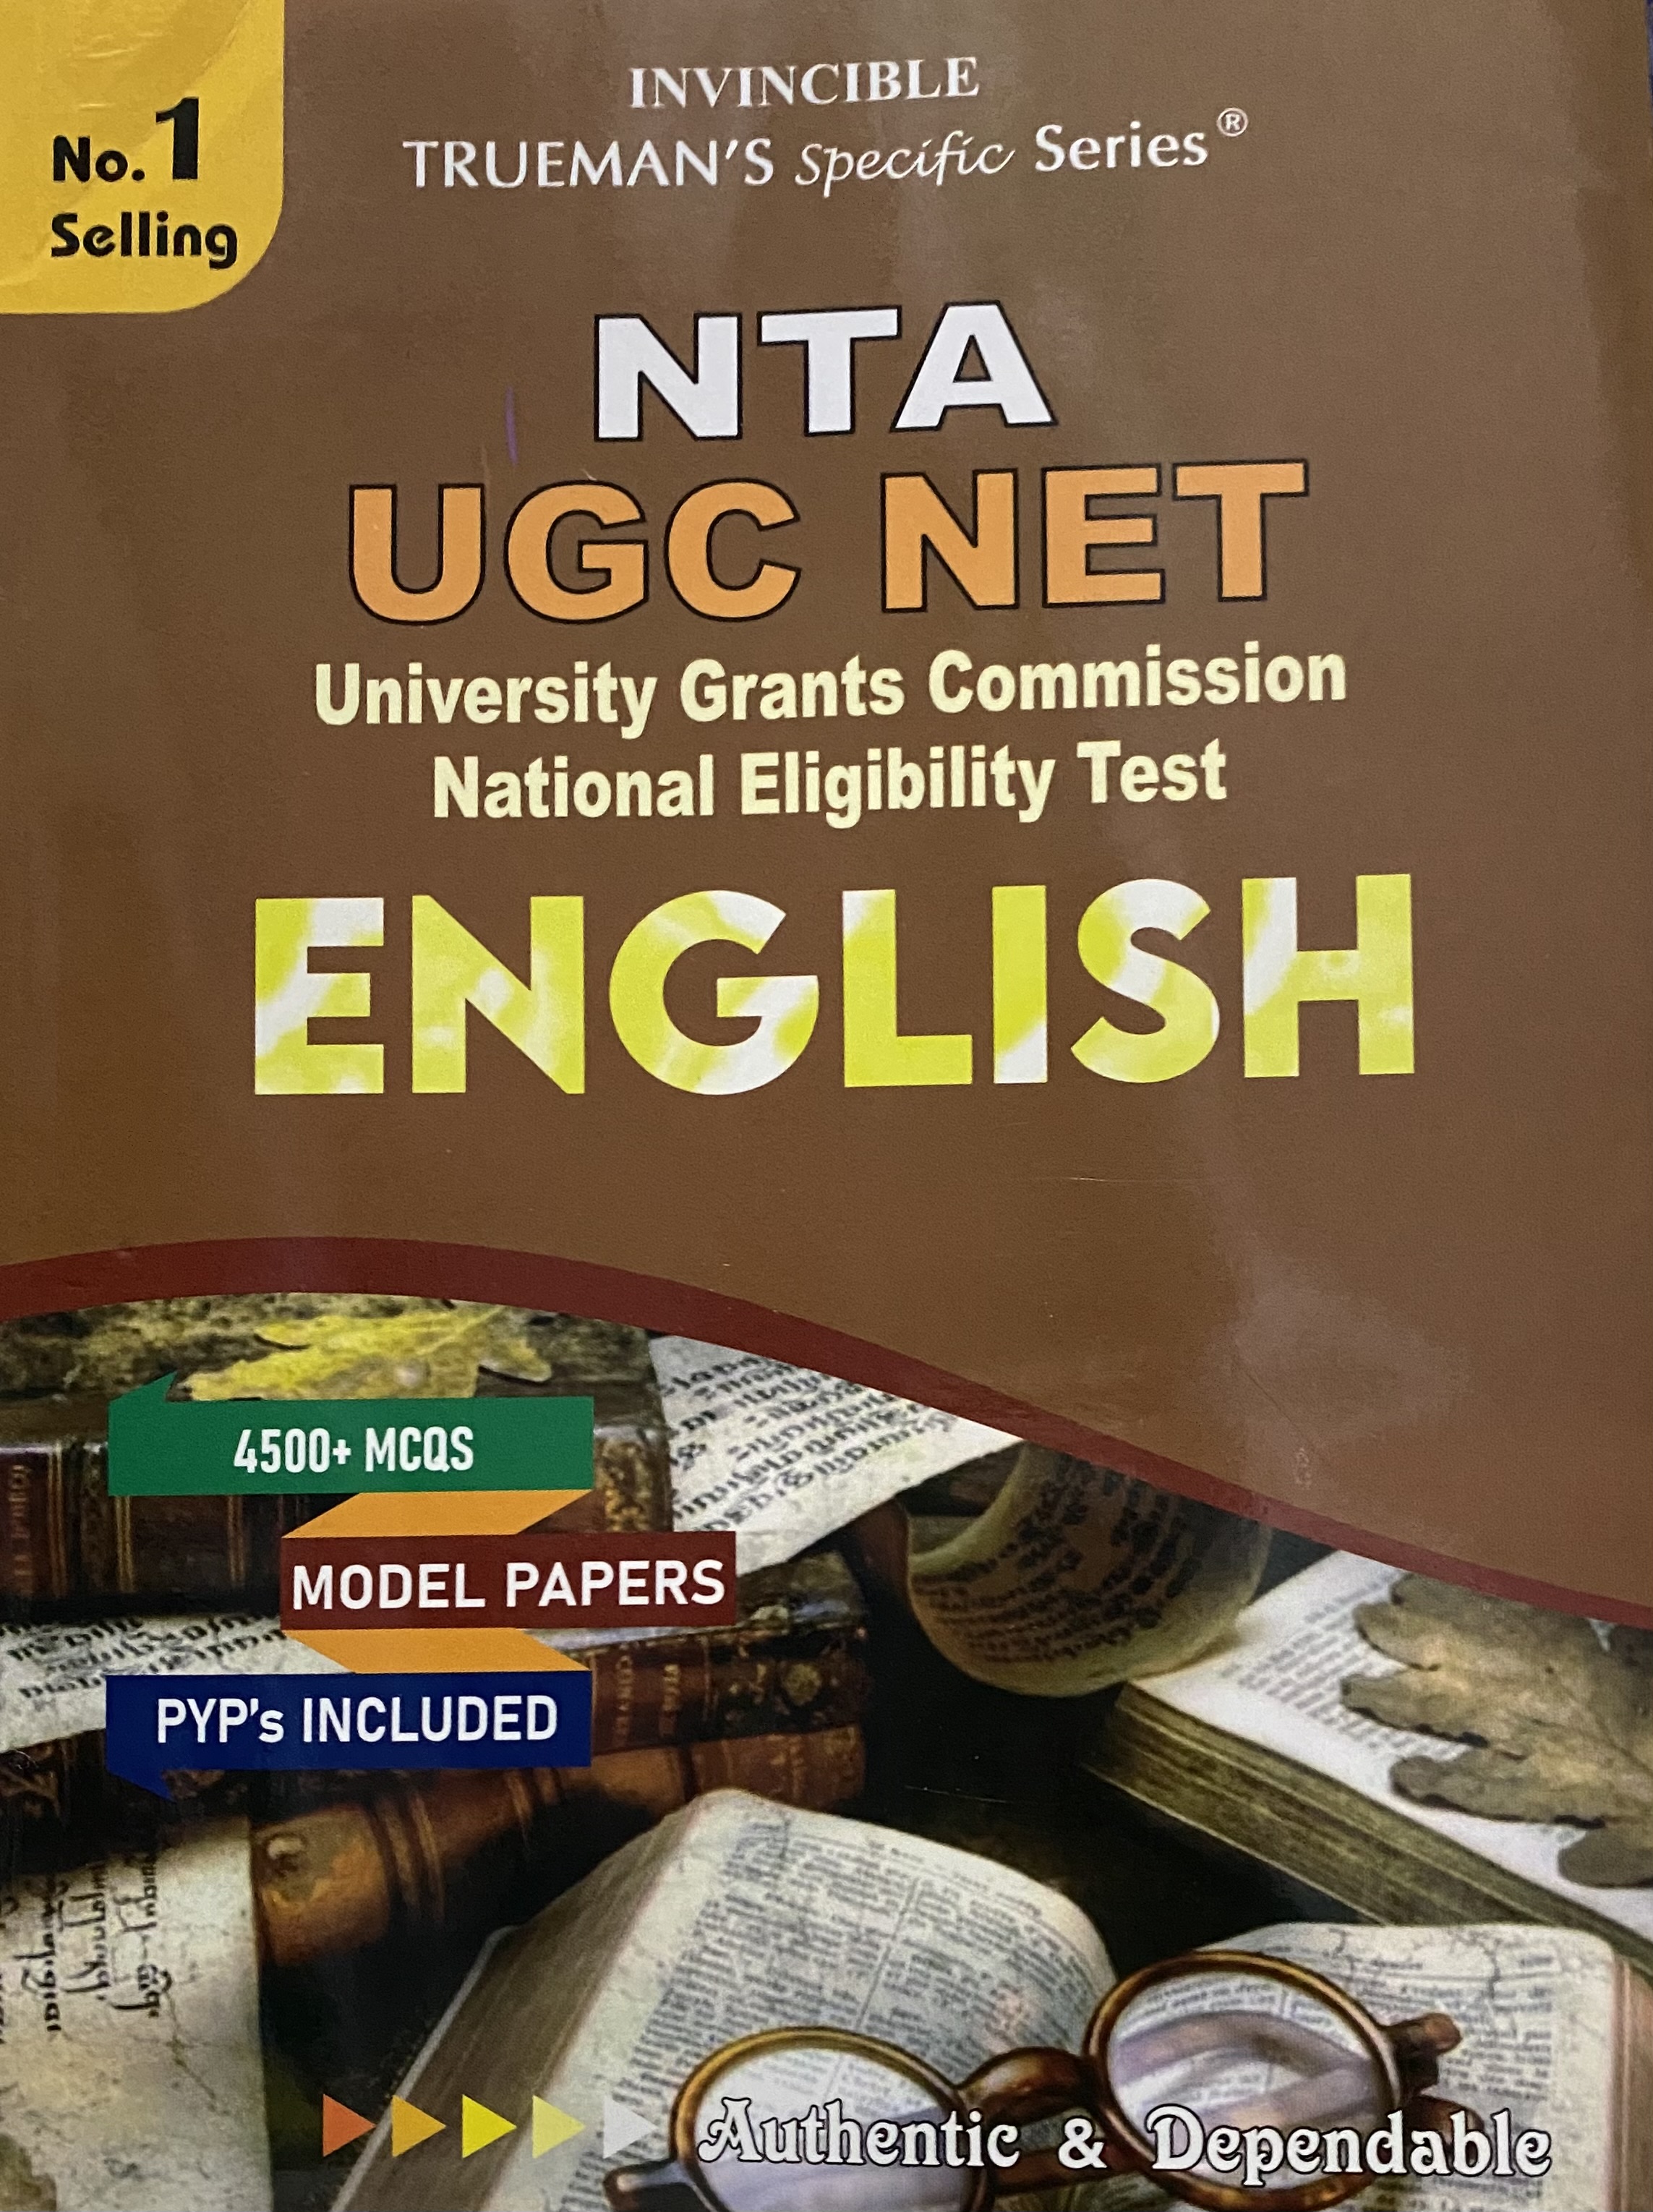 No. 1
Selling
INVINCIBLE
TRUEMAN'S Specific Series®
NTA
UGC NET
University Grants Commission
National Eligibility Test
ENGLISH
4500+ MCQS
MODEL PAPERS
PYP's INCLUDED
Authentic & Dependable